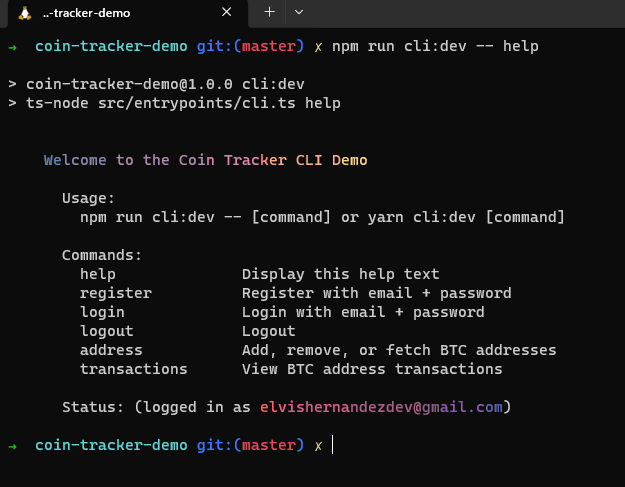 ..-tracker-demo
→ coin-tracker-demo git:(master) ✗ npm run cli:dev -- help
> coin-tracker-demo@1.0.0 cli:dev
> ts-node src/entrypoints/cli.ts help
Welcome to the Coin Tracker CLI Demo
Usage:
npm run cli:dev -- [command] or yarn cli:dev [command]
Commands:
help Display this help text
register Register with email + password
login Login with email + password
logout Logout
address Add, remove, or fetch BTC addresses
transactions View BTC address transactions
Status: (logged in as elvishernandezdev@gmail.com)
→ coin-tracker-demo git:(master) ✗